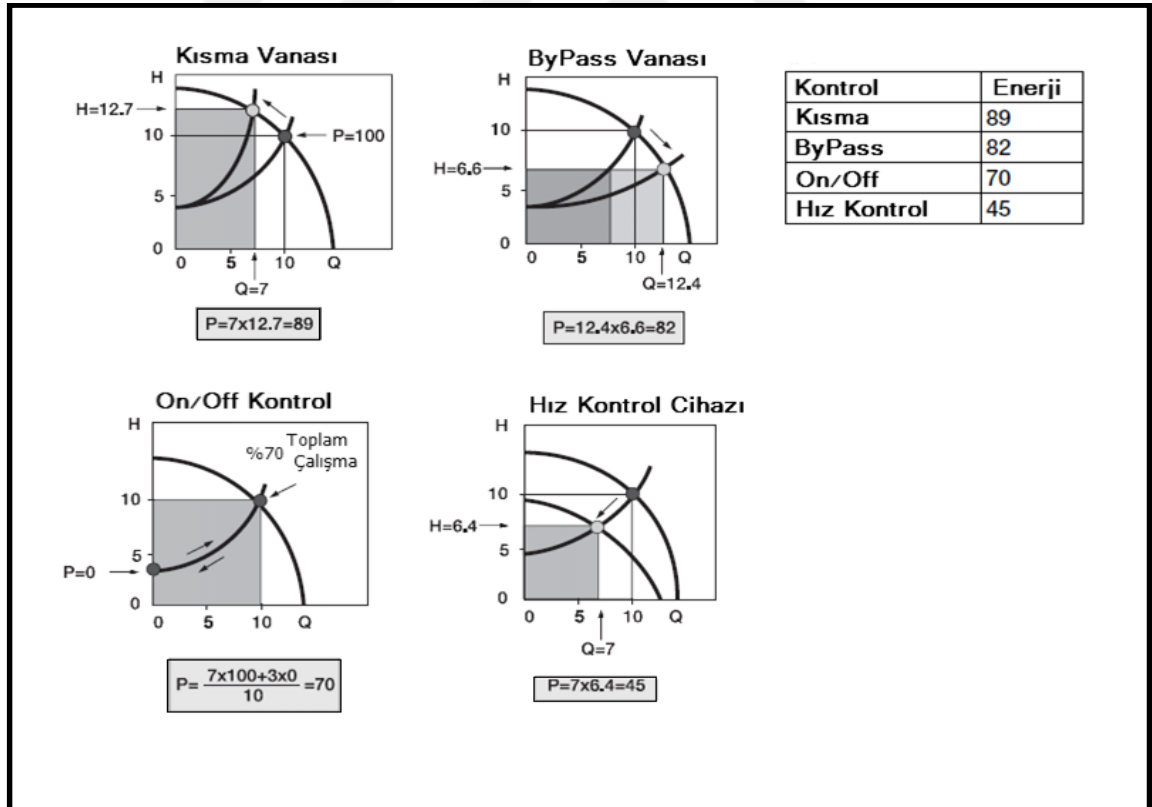 Kısma Vanası
H
H=12.7
10
P=100
5
0
0 5 10 Q
Q=7
P=7x12.7=89
ByPass Vanası
H
10
H=6.6
5
0
0 5 10 Q
Q=12.4
P=12.4x6.6=82
Kontrol Enerji
Kısma 89
ByPass 82
On/Off 70
Hız Kontrol 45
On/Off Kontrol
H
%70 Toplam
Çalışma
10
5
P=0
0
0 5 10 Q
P= 7x100+3x0 =70
10
Hız Kontrol Cihazı
H
10
H=6.4
5
0
0 5 10 Q
Q=7
P=7x6.4=45